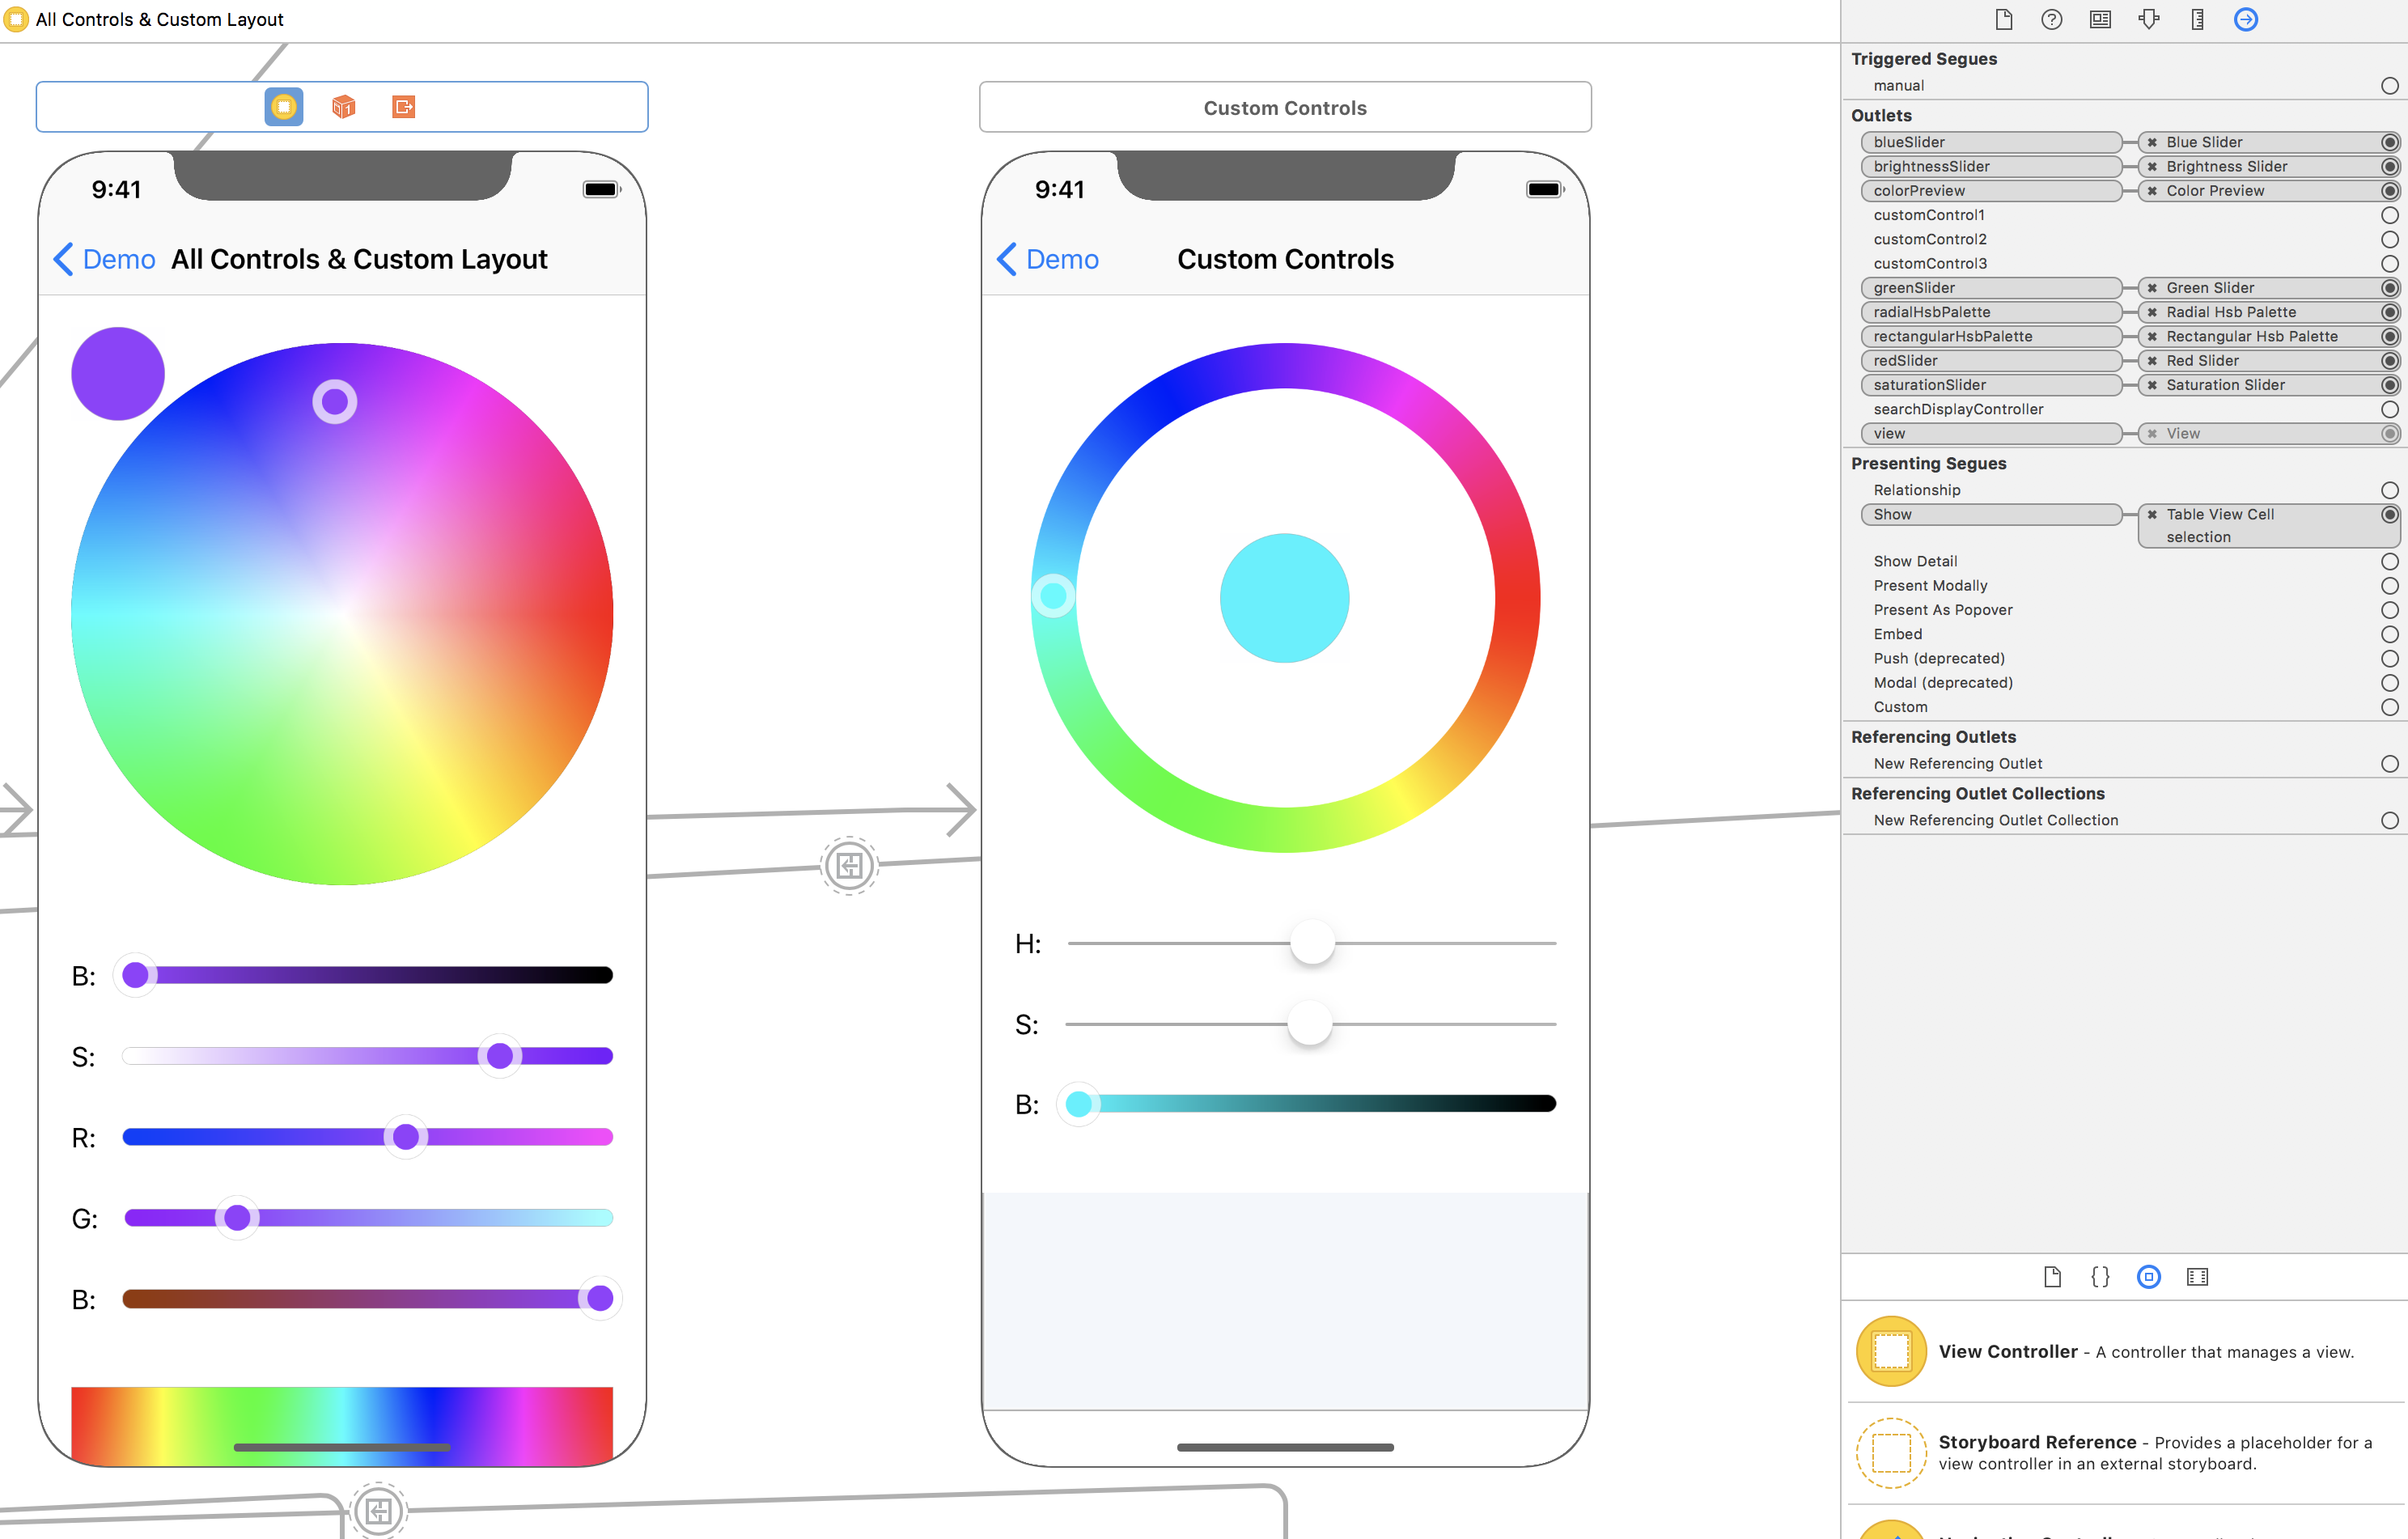 All Controls & Custom Layout
Custom Controls
9:41
Demo
All Controls & Custom Layout
B:
S:
R:
G:
B:
9:41
Demo
Custom Controls
H:
S:
B:
Triggered Segues
manual
Outlets
blueSlider
Blue Slider
brightnessSlider
Brightness Slider
colorPreview
Color Preview
customControl1
customControl2
customControl3
greenSlider
Green Slider
radialHsbPalette
Radial Hsb Palette
rectangularHsbPalette
Rectangular Hsb Palette
redSlider
Red Slider
saturationSlider
Saturation Slider
searchDisplayController
view
View
Presenting Segues
Relationship
Show
Table View Cell
selection
Show Detail
Present Modally
Present As Popover
Embed
Push (deprecated)
Modal (deprecated)
Custom
Referencing Outlets
New Referencing Outlet
Referencing Outlet Collections
New Referencing Outlet Collection
{}
View Controller - A controller that manages a view.
Storyboard Reference - Provides a placeholder for a
view controller in an external storyboard.